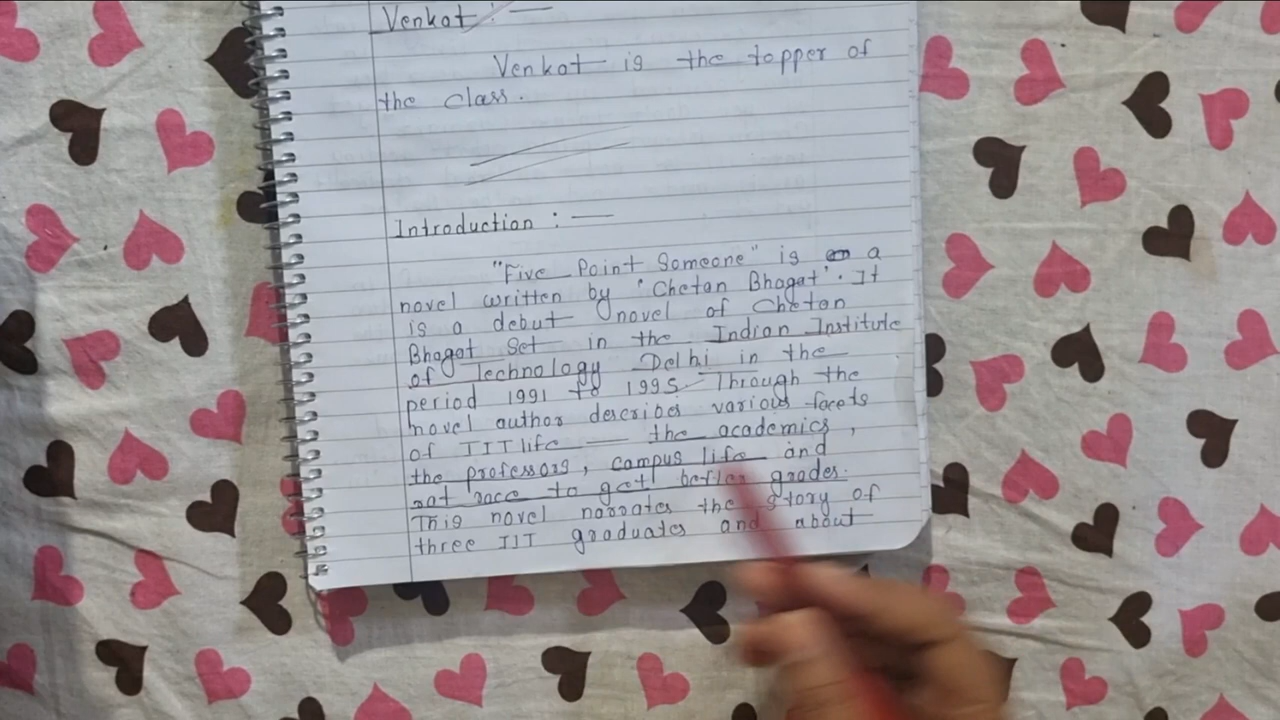 Venkat : —
Venkat is the topper of
the class.
Introduction : —
"Five Point Someone" is a
novel written by 'Chetan Bhagat'. It
is a debut novel of Chetan
Bhagat Set in the Indian Institute
of Technology Delhi in the
period 1991 to 1995. Through the
novel author describes various facets
of IIT life — the academics,
the professors, campus life and
rat race to get better grades.
This novel narrates the story of
three IIT graduates and about